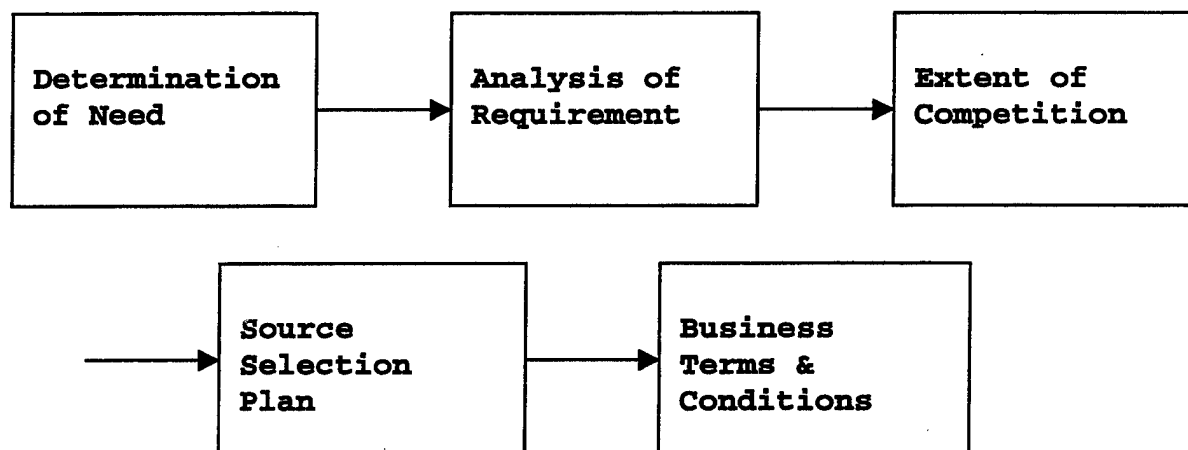 Determination
of Need
Analysis of
Requirement
Extent of
Competition
Source
Selection
Plan
Business
Terms &
Conditions